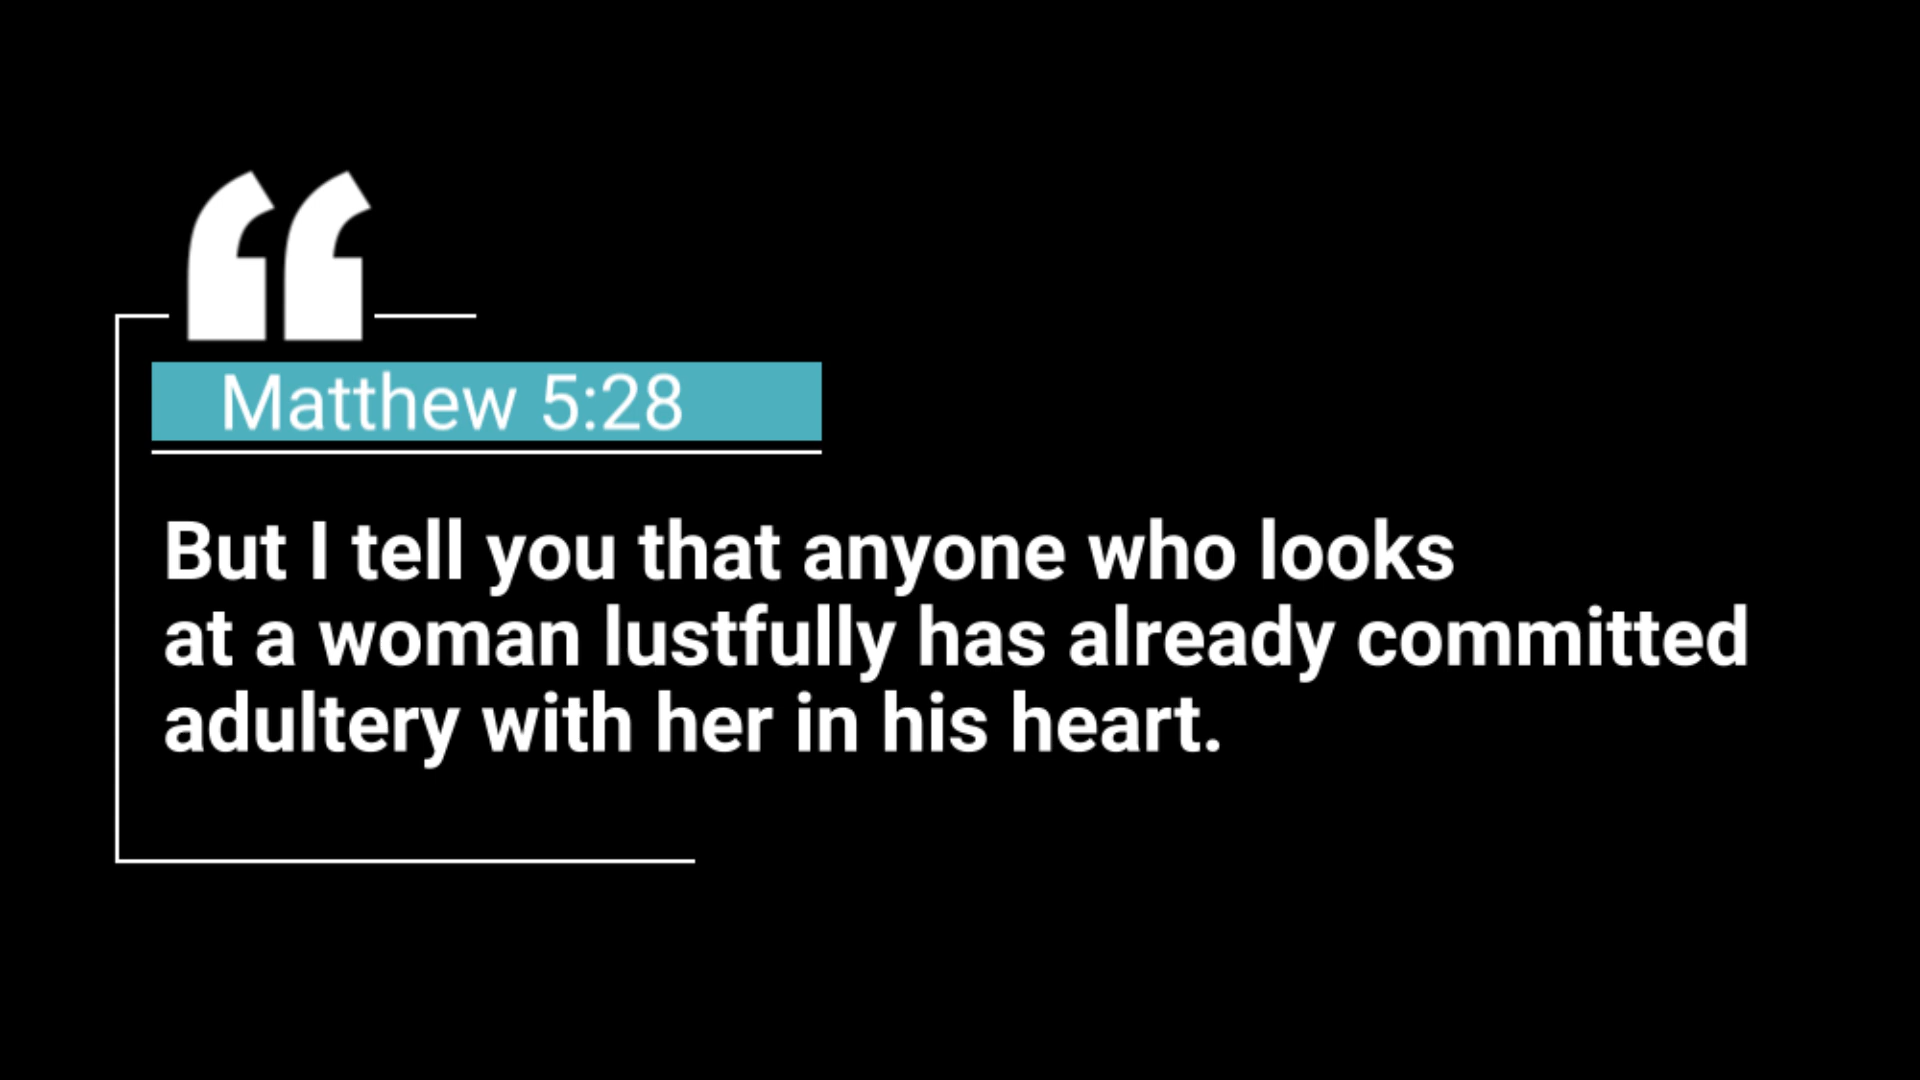 “
Matthew 5:28
But I tell you that anyone who looks
at a woman lustfully has already committed
adultery with her in his heart.